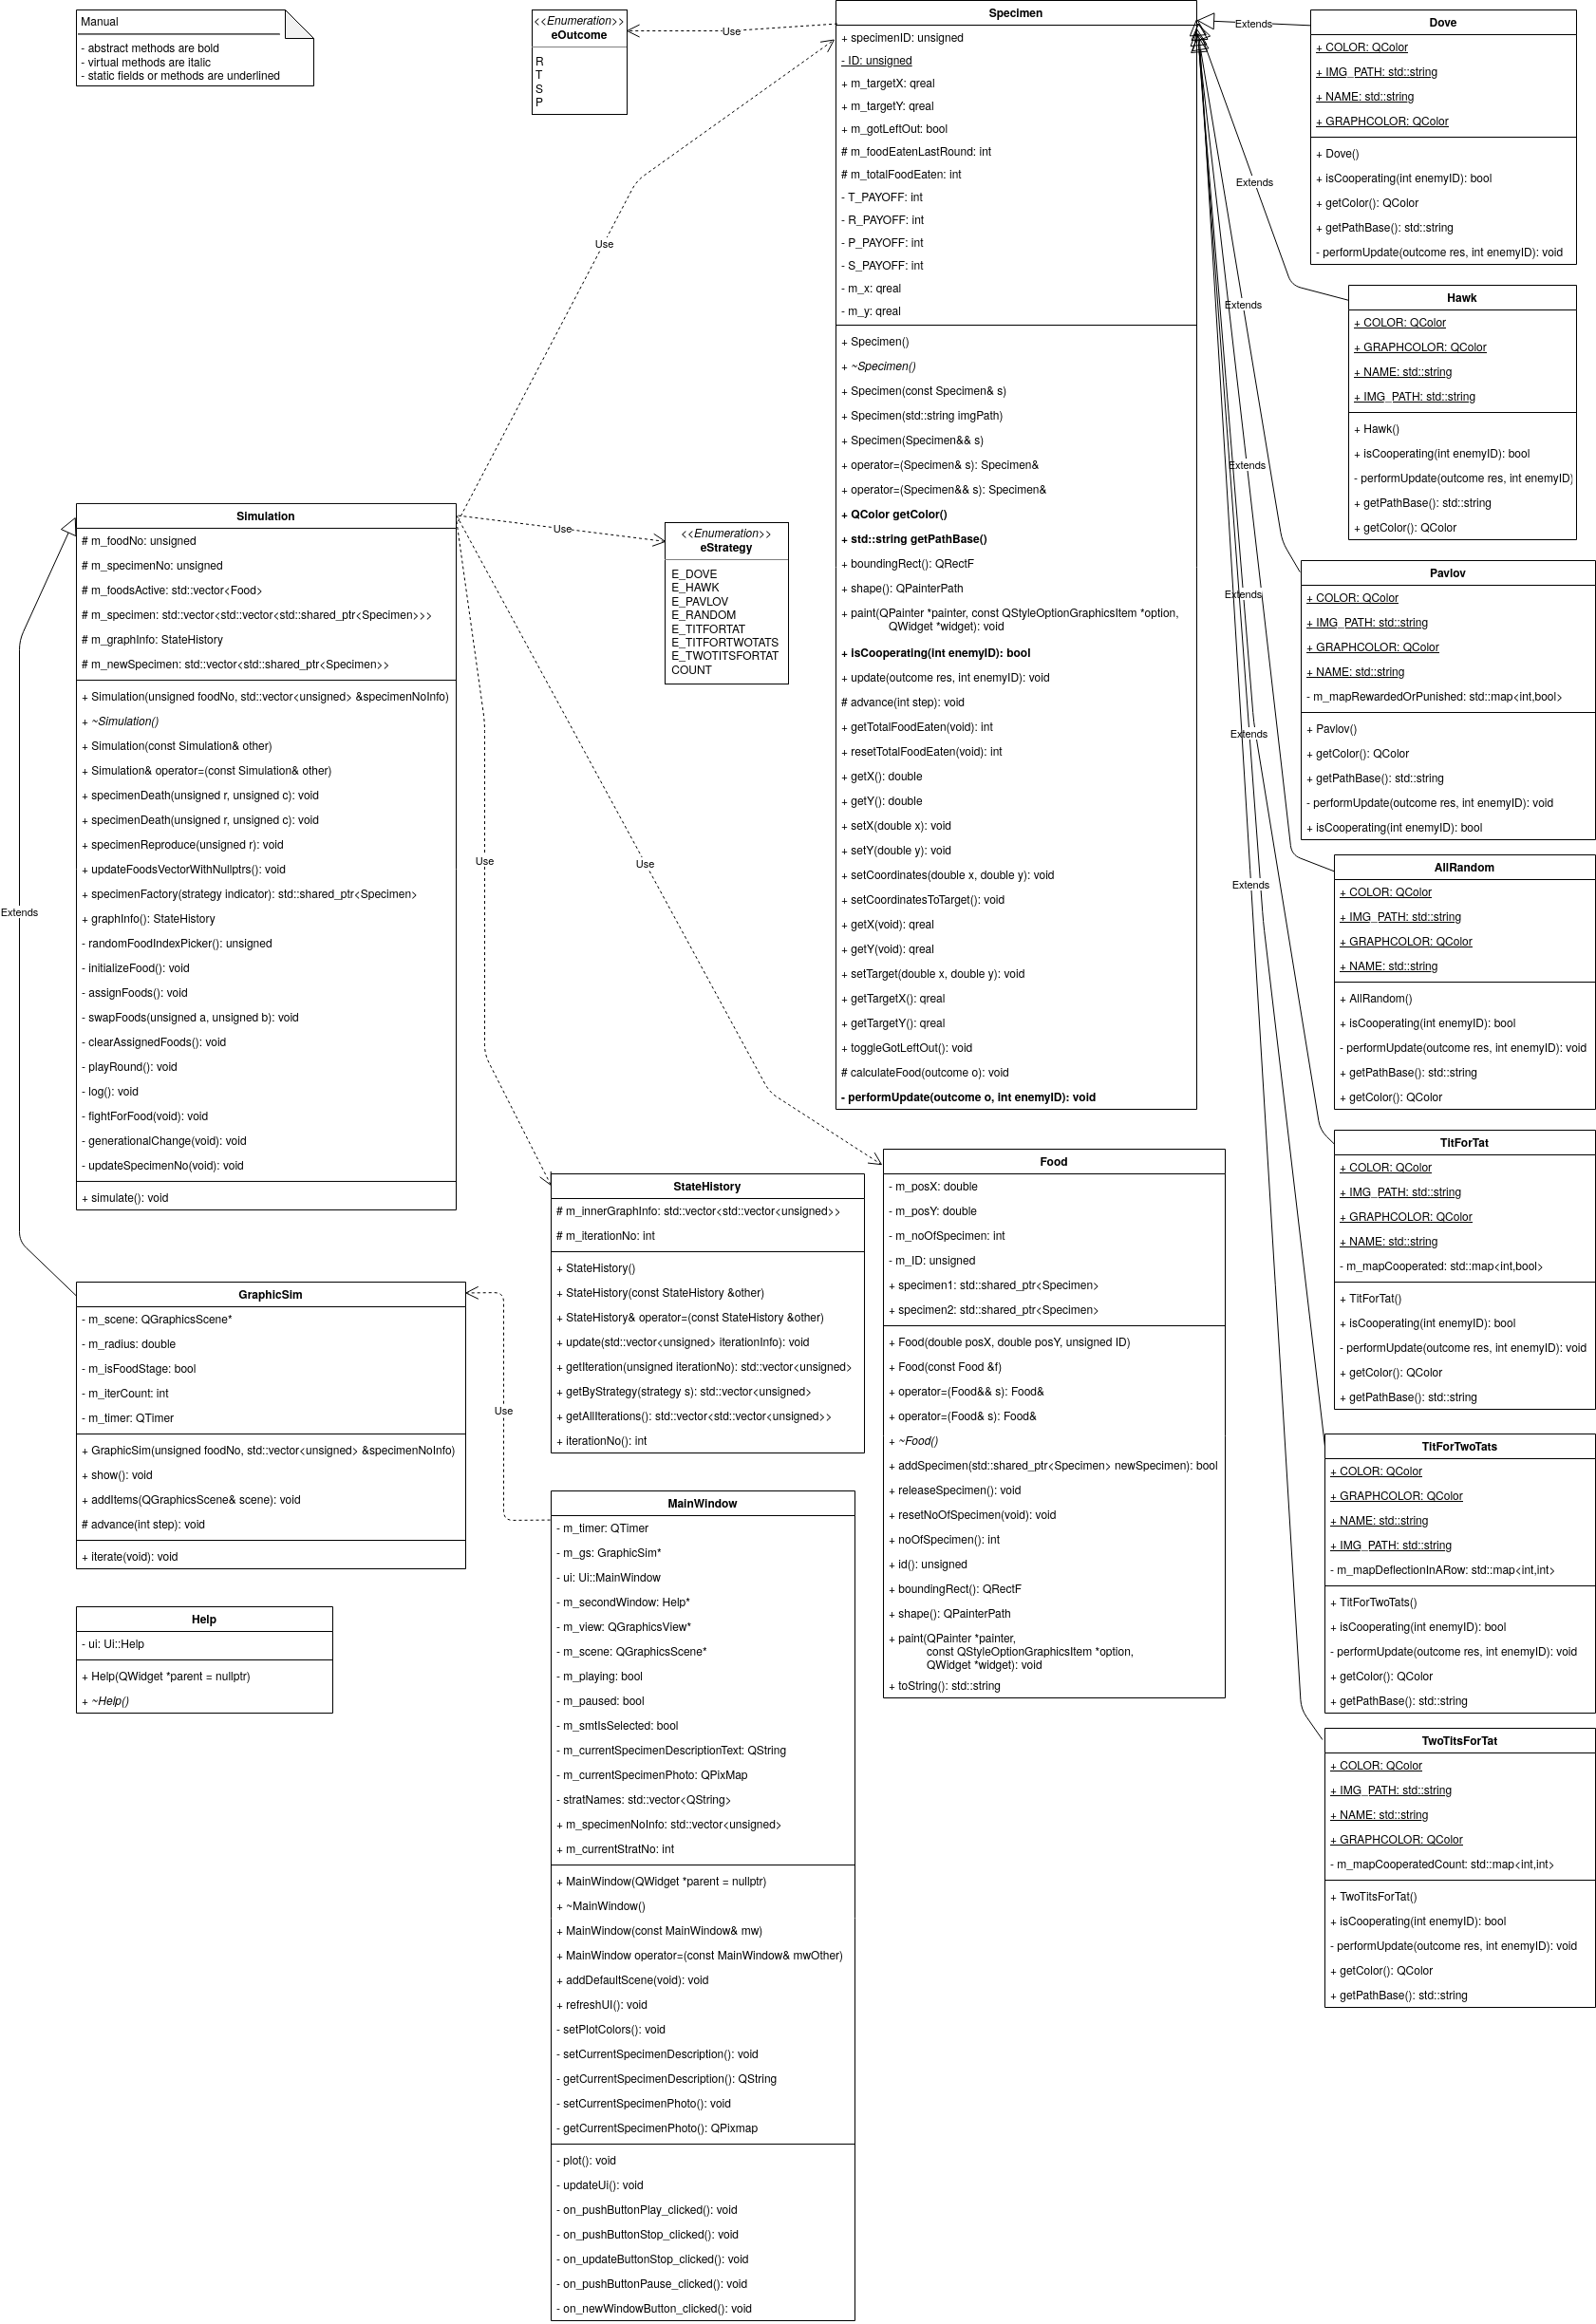 Manual
- abstract methods are bold
- virtual methods are italic
- static fields or methods are underlined
<<Enumeration>>
eOutcome
R
T
S
P
Use
Specimen
+ specimenID: unsigned
- ID: unsigned
+ m_targetX: qreal
+ m_targetY: qreal
+ m_gotLeftOut: bool
# m_foodEatenLastRound: int
# m_totalFoodEaten: int
- T_PAYOFF: int
- R_PAYOFF: int
- P_PAYOFF: int
- S_PAYOFF: int
- m_x: qreal
- m_y: qreal
+ Specimen()
+ ~Specimen()
+ Specimen(const Specimen& s)
+ Specimen(std::string imgPath)
+ Specimen(Specimen&& s)
+ operator=(Specimen& s): Specimen&
+ operator=(Specimen&& s): Specimen&
+ QColor getColor()
+ std::string getPathBase()
+ boundingRect(): QRectF
+ shape(): QPainterPath
+ paint(QPainter *painter, const QStyleOptionGraphicsItem *option,
QWidget *widget): void
+ isCooperating(int enemyID): bool
+ update(outcome res, int enemyID): void
# advance(int step): void
+ getTotalFoodEaten(void): int
+ resetTotalFoodEaten(void): int
+ getX(): double
+ getY(): double
+ setX(double x): void
+ setY(double y): void
+ setCoordinates(double x, double y): void
+ setCoordinatesToTarget(): void
+ getX(void): qreal
+ getY(void): qreal
+ setTarget(double x, double y): void
+ getTargetX(): qreal
+ getTargetY(): qreal
+ toggleGotLeftOut(): void
# calculateFood(outcome o): void
- performUpdate(outcome o, int enemyID): void
Extends
Extends
Extends
Extends
Extends
Extends
Extends
Dove
+ COLOR: QColor
+ IMG_PATH: std::string
+ NAME: std::string
+ GRAPHCOLOR: QColor
+ Dove()
+ isCooperating(int enemyID): bool
+ getColor(): QColor
+ getPathBase(): std::string
- performUpdate(outcome res, int enemyID): void
Hawk
+ COLOR: QColor
+ GRAPHCOLOR: QColor
+ NAME: std::string
+ IMG_PATH: std::string
+ Hawk()
+ isCooperating(int enemyID): bool
- performUpdate(outcome res, int enemyID)
+ getPathBase(): std::string
+ getColor(): QColor
Pavlov
+ COLOR: QColor
+ IMG_PATH: std::string
+ GRAPHCOLOR: QColor
+ NAME: std::string
- m_mapRewardedOrPunished: std::map<int,bool>
+ Pavlov()
+ getColor(): QColor
+ getPathBase(): std::string
- performUpdate(outcome res, int enemyID): void
+ isCooperating(int enemyID): bool
AllRandom
+ COLOR: QColor
+ IMG_PATH: std::string
+ GRAPHCOLOR: QColor
+ NAME: std::string
+ AllRandom()
+ isCooperating(int enemyID): bool
- performUpdate(outcome res, int enemyID): void
+ getPathBase(): std::string
+ getColor(): QColor
TitForTat
+ COLOR: QColor
+ IMG_PATH: std::string
+ GRAPHCOLOR: QColor
+ NAME: std::string
- m_mapCooperated: std::map<int,bool>
+ TitForTat()
+ isCooperating(int enemyID): bool
- performUpdate(outcome res, int enemyID): void
+ getColor(): QColor
+ getPathBase(): std::string
TitForTwoTats
+ COLOR: QColor
+ GRAPHCOLOR: QColor
+ NAME: std::string
+ IMG_PATH: std::string
- m_mapDeflectionInARow: std::map<int,int>
+ TitForTwoTats()
+ isCooperating(int enemyID): bool
- performUpdate(outcome res, int enemyID): void
+ getColor(): QColor
+ getPathBase(): std::string
TwoTitsForTat
+ COLOR: QColor
+ IMG_PATH: std::string
+ NAME: std::string
+ GRAPHCOLOR: QColor
- m_mapCooperatedCount: std::map<int,int>
+ TwoTitsForTat()
+ isCooperating(int enemyID): bool
- performUpdate(outcome res, int enemyID): void
+ getColor(): QColor
+ getPathBase(): std::string
Use
Use
Use
Use
Simulation
# m_foodNo: unsigned
# m_specimenNo: unsigned
# m_foodsActive: std::vector<Food>
# m_specimen: std::vector<std::vector<std::shared_ptr<Specimen>>>
# m_graphInfo: StateHistory
# m_newSpecimen: std::vector<std::shared_ptr<Specimen>>
+ Simulation(unsigned foodNo, std::vector<unsigned> &specimenNoInfo)
+ ~Simulation()
+ Simulation(const Simulation& other)
+ Simulation& operator=(const Simulation& other)
+ specimenDeath(unsigned r, unsigned c): void
+ specimenDeath(unsigned r, unsigned c): void
+ specimenReproduce(unsigned r): void
+ updateFoodsVectorWithNullptrs(): void
+ specimenFactory(strategy indicator): std::shared_ptr<Specimen>
+ graphInfo(): StateHistory
- randomFoodIndexPicker(): unsigned
- initializeFood(): void
- assignFoods(): void
- swapFoods(unsigned a, unsigned b): void
- clearAssignedFoods(): void
- playRound(): void
- log(): void
- fightForFood(void): void
- generationalChange(void): void
- updateSpecimenNo(void): void
+ simulate(): void
<<Enumeration>>
eStrategy
E_DOVE
E_HAWK
E_PAVLOV
E_RANDOM
E_TITFORTAT
E_TITFORTWOTATS
E_TWOTITSFORTAT
COUNT
Extends
StateHistory
# m_innerGraphInfo: std::vector<std::vector<unsigned>>
# m_iterationNo: int
+ StateHistory()
+ StateHistory(const StateHistory &other)
+ StateHistory& operator=(const StateHistory &other)
+ update(std::vector<unsigned> iterationInfo): void
+ getIteration(unsigned iterationNo): std::vector<unsigned>
+ getByStrategy(strategy s): std::vector<unsigned>
+ getAllIterations(): std::vector<std::vector<unsigned>>
+ iterationNo(): int
Food
- m_posX: double
- m_posY: double
- m_noOfSpecimen: int
- m_ID: unsigned
+ specimen1: std::shared_ptr<Specimen>
+ specimen2: std::shared_ptr<Specimen>
+ Food(double posX, double posY, unsigned ID)
+ Food(const Food &f)
+ operator=(Food&& s): Food&
+ operator=(Food& s): Food&
+ ~Food()
+ addSpecimen(std::shared_ptr<Specimen> newSpecimen): bool
+ releaseSpecimen(): void
+ resetNoOfSpecimen(void): void
+ noOfSpecimen(): int
+ id(): unsigned
+ boundingRect(): QRectF
+ shape(): QPainterPath
+ paint(QPainter *painter,
const QStyleOptionGraphicsItem *option,
QWidget *widget): void
+ toString(): std::string
GraphicSim
- m_scene: QGraphicsScene*
- m_radius: double
- m_isFoodStage: bool
- m_iterCount: int
- m_timer: QTimer
+ GraphicSim(unsigned foodNo, std::vector<unsigned> &specimenNoInfo)
+ show(): void
+ addItems(QGraphicsScene& scene): void
# advance(int step): void
+ iterate(void): void
Use
Help
- ui: Ui::Help
+ Help(QWidget *parent = nullptr)
+ ~Help()
MainWindow
- m_timer: QTimer
- m_gs: GraphicSim*
- ui: Ui::MainWindow
- m_secondWindow: Help*
- m_view: QGraphicsView*
- m_scene: QGraphicsScene*
- m_playing: bool
- m_paused: bool
- m_smtIsSelected: bool
- m_currentSpecimenDescriptionText: QString
- m_currentSpecimenPhoto: QPixMap
- stratNames: std::vector<QString>
+ m_specimenNoInfo: std::vector<unsigned>
+ m_currentStratNo: int
+ MainWindow(QWidget *parent = nullptr)
+ ~MainWindow()
+ MainWindow(const MainWindow& mw)
+ MainWindow operator=(const MainWindow& mwOther)
+ addDefaultScene(void): void
+ refreshUI(): void
- setPlotColors(): void
- setCurrentSpecimenDescription(): void
- getCurrentSpecimenDescription(): QString
- setCurrentSpecimenPhoto(): void
- getCurrentSpecimenPhoto(): QPixmap
- plot(): void
- updateUi(): void
- on_pushButtonPlay_clicked(): void
- on_pushButtonStop_clicked(): void
- on_updateButtonStop_clicked(): void
- on_pushButtonPause_clicked(): void
- on_newWindowButton_clicked(): void